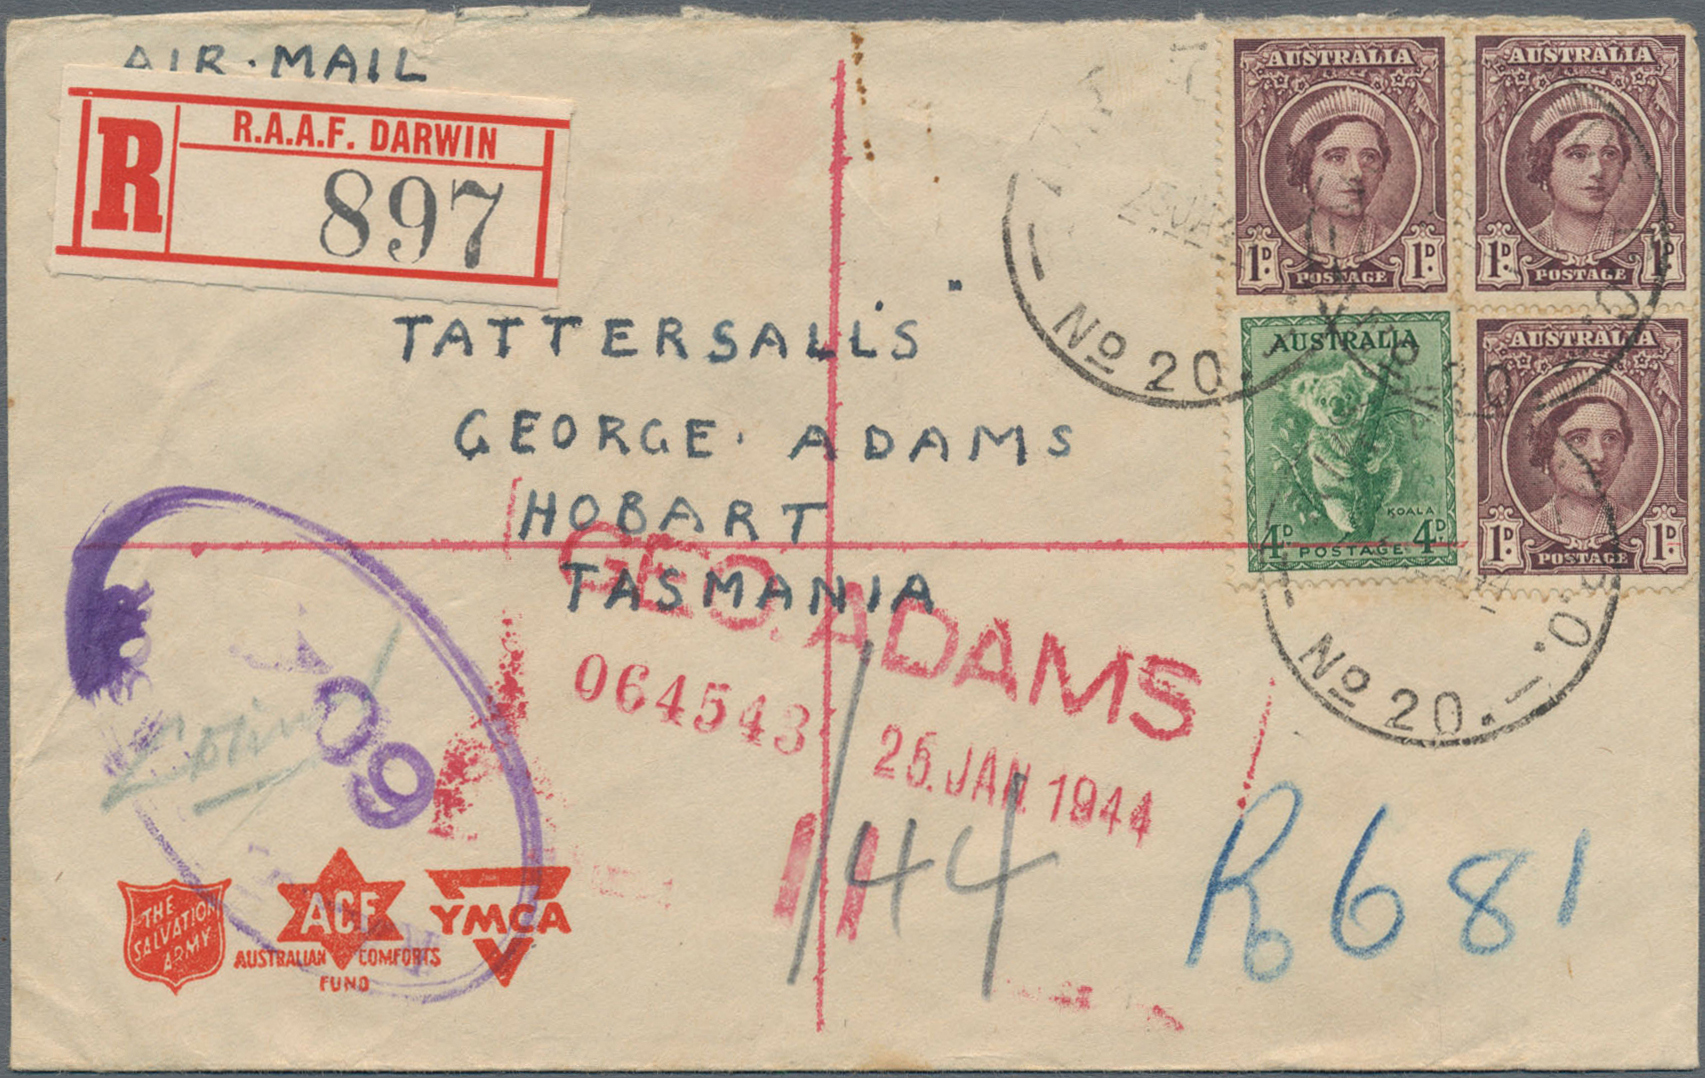 AIR·MAIL
R
R.A.A.F. DARWIN
897
AUSTRALIA
1D
POSTAGE
1D
AUSTRALIA
1D
POSTAGE
1D
AUSTRALIA
KOALA
4D
POSTAGE
4D
AUSTRALIA
1D
POSTAGE
1D
No 20.
No 20.
TATTERSALL'S
GEORGE· ADAMS
HOBART
TASMANIA
GEO. ADAMS
064543
25. JAN 1944
09
144
R681
THE
SALVATION
ARMY
ACF
AUSTRALIAN COMFORTS
FUND
YMCA